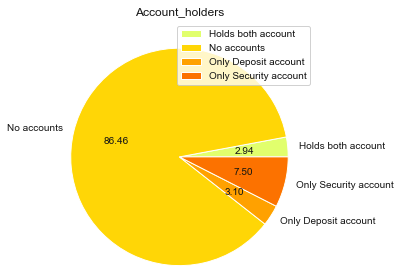 Account_holders
Holds both account
No accounts
Only Deposit account
Only Security account
No accounts
86.46
2.94
Holds both account
7.50
Only Security account
3.10
Only Deposit account